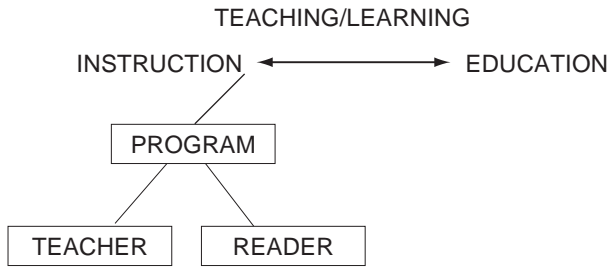 TEACHING/LEARNING
INSTRUCTION EDUCATION
PROGRAM
TEACHER READER